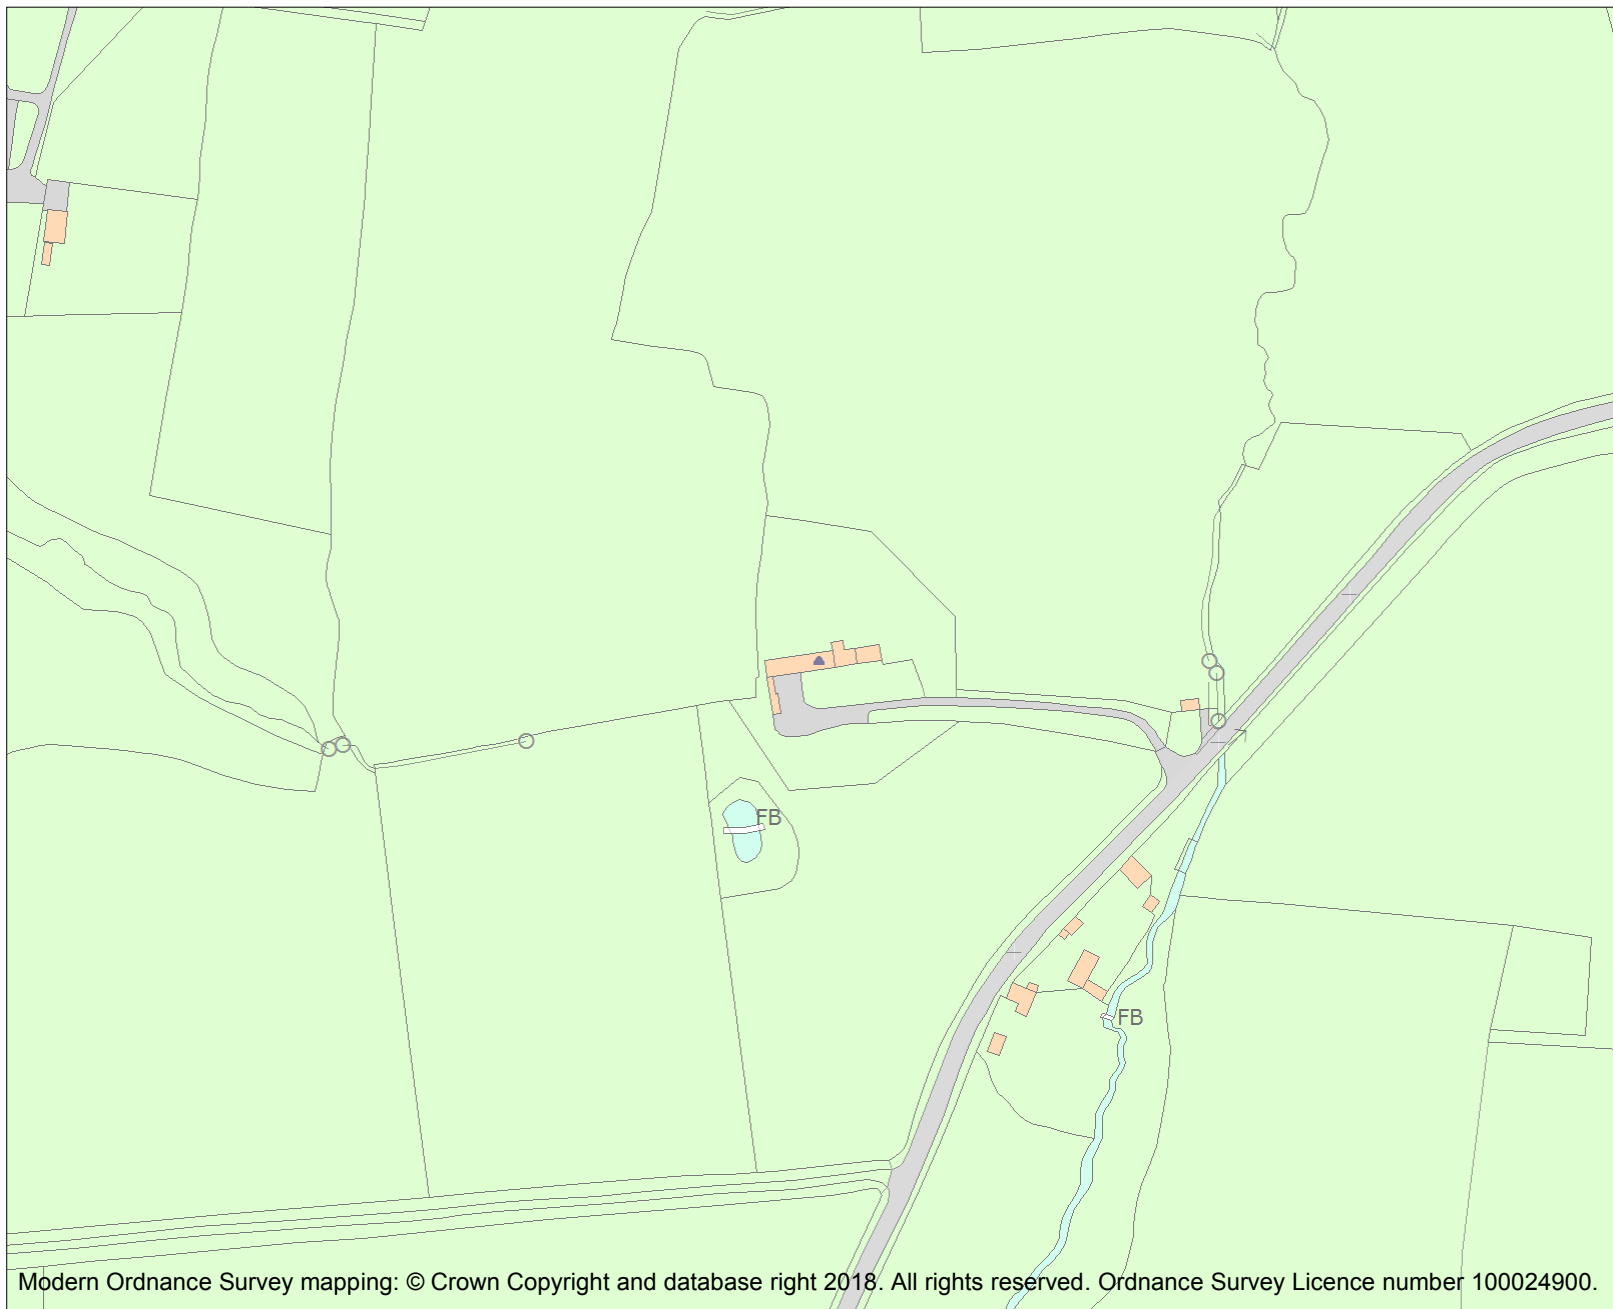 FB
FB
Modern Ordnance Survey mapping: © Crown Copyright and database right 2018. All rights reserved. Ordnance Survey Licence number 100024900.